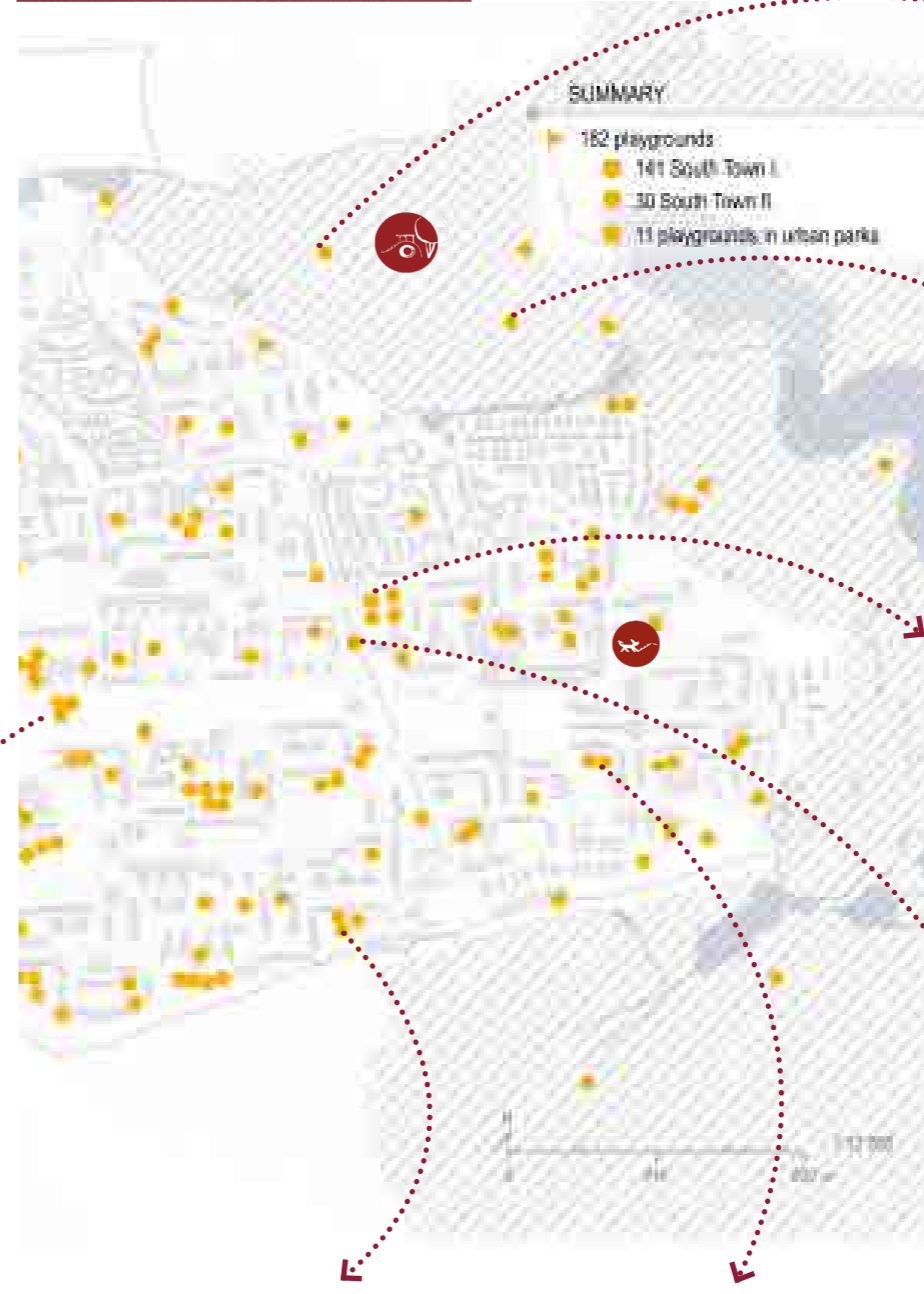 SUMMARY
182 playgrounds
141 South Town I.
30 South Town II
11 playgrounds in urban parks
N
0